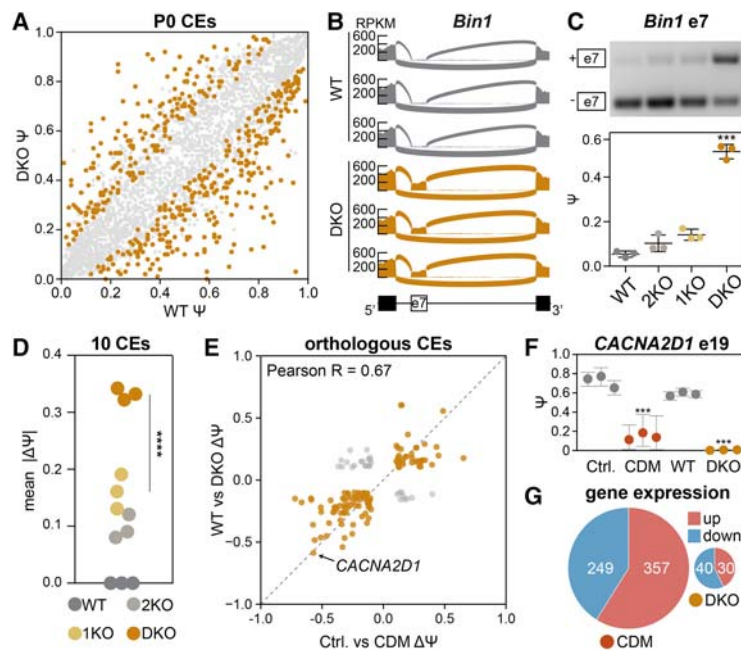 A
P0 CEs
DKO Ψ
1.0
0.8
0.6
0.4
0.2
0.0
0.0 0.2 0.4 0.6 0.8 1.0
WT Ψ
B
RPKM
Bin1
600
200
600
200
600
200
WT
600
200
600
200
600
200
DKO
5' e7 3'
C
Bin1 e7
+ e7
- e7
Ψ
0.6
0.4
0.2
0.0
***
WT 2KO 1KO DKO
D
10 CEs
mean |ΔΨ|
0.4
0.3
0.2
0.1
0.0
****
WT 2KO
1KO DKO
E
orthologous CEs
Pearson R = 0.67
WT vs DKO ΔΨ
1.0
0.5
0.0
−0.5
−1.0
CACNA2D1
-1.0 -0.5 0.0 0.5 1.0
Ctrl. vs CDM ΔΨ
F
CACNA2D1 e19
Ψ
1.0
0.8
0.6
0.4
0.2
0
***
***
Ctrl. CDM WT DKO
G
gene expression
up
down
249 357
40 30
CDM
DKO